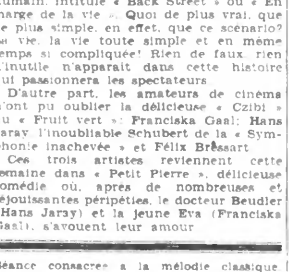 humain, intitulé « Back Street » ou « En
marge de la vie ». Quoi de plus vrai, que
de plus simple, en effet, que ce scénario?
La vie, la vie toute simple et en même
temps si compliquée! Rien de faux, rien
d'inutile n'apparait dans cette histoire
qui passionnera les spectateurs
D'autre part, les amateurs de cinéma
n'ont pu oublier la délicieuse « Czibi »
du « Fruit vert »: Franciska Gaal; Hans
Jaray, l'inoubliable Schubert de la « Sym-
phonie inachevée » et Félix Bressart
Ces trois artistes reviennent cette
semaine dans « Petit Pierre », délicieuse
comédie où, après de nombreuses et
réjouissantes péripéties, le docteur Beudler
(Hans Jaray) et la jeune Eva (Franciska
Gaal), s'avouent leur amour
Séance consacrée à la mélodie classique